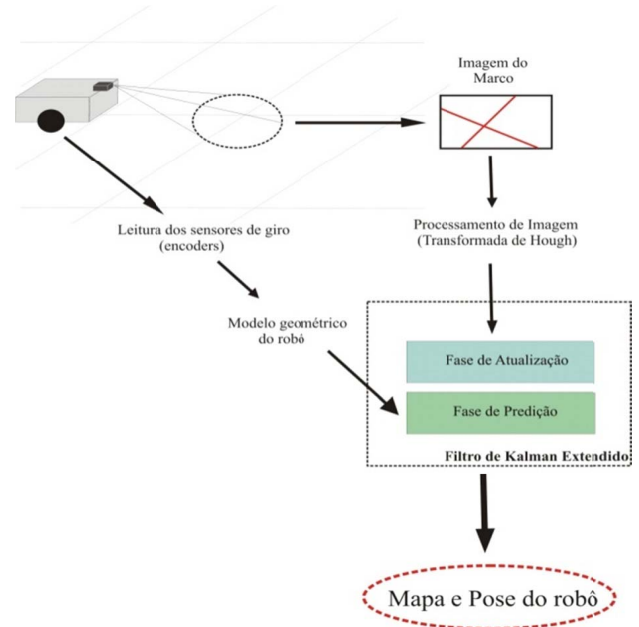 Imagem do
Marco
Leitura dos sensores de giro
(encoders)
Processamento de Imagem
(Transformada de Hough)
Modelo geométrico
do robô
Fase de Atualização
Fase de Predição
Filtro de Kalman Extendido
Mapa e Pose do robô